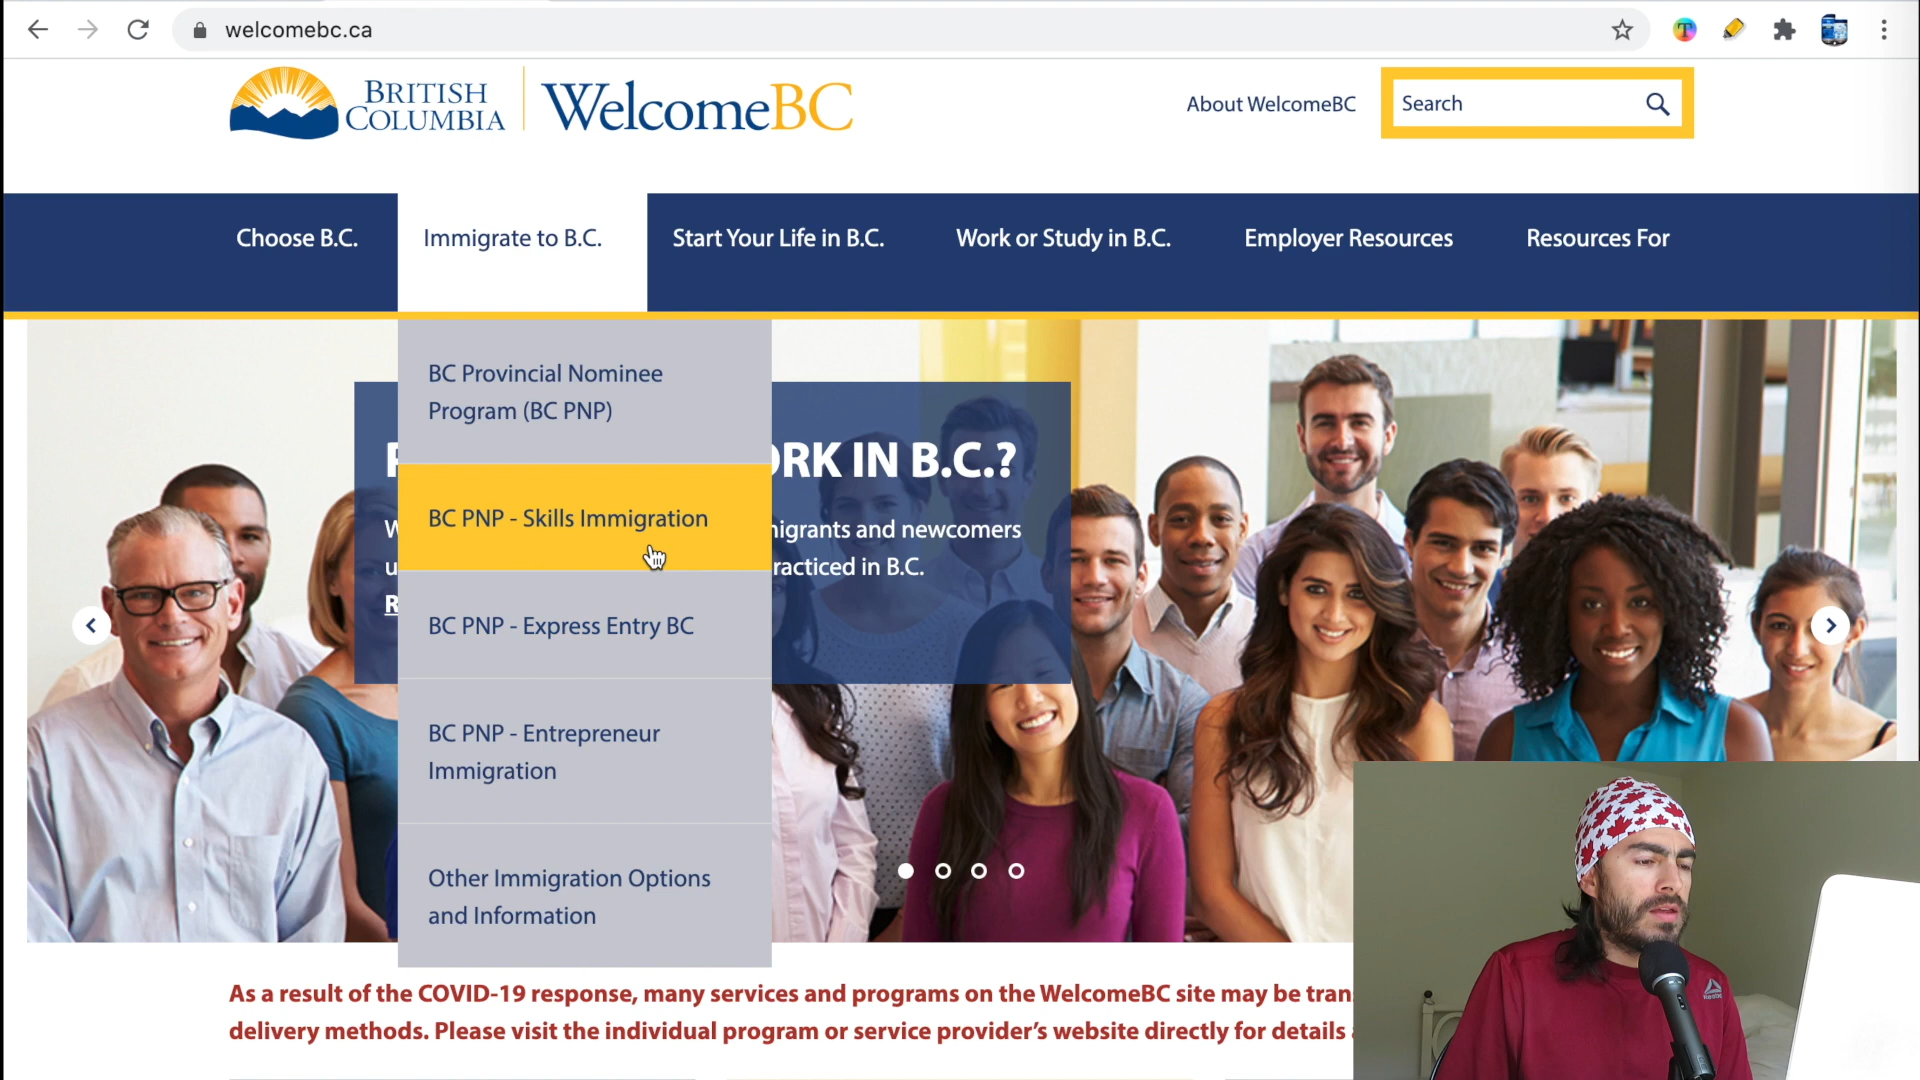 welcomebc.ca
BRITISH
COLUMBIA
WelcomeBC
About WelcomeBC
Search
Choose B.C.
Immigrate to B.C.
Start Your Life in B.C.
Work or Study in B.C.
Employer Resources
Resources For
BC Provincial Nominee
Program (BC PNP)
ORK IN B.C.?
BC PNP - Skills Immigration
migrants and newcomers
racticed in B.C.
BC PNP - Express Entry BC
BC PNP - Entrepreneur
Immigration
Other Immigration Options
and Information
As a result of the COVID-19 response, many services and programs on the WelcomeBC site may be tran
delivery methods. Please visit the individual program or service provider's website directly for details
Reebok